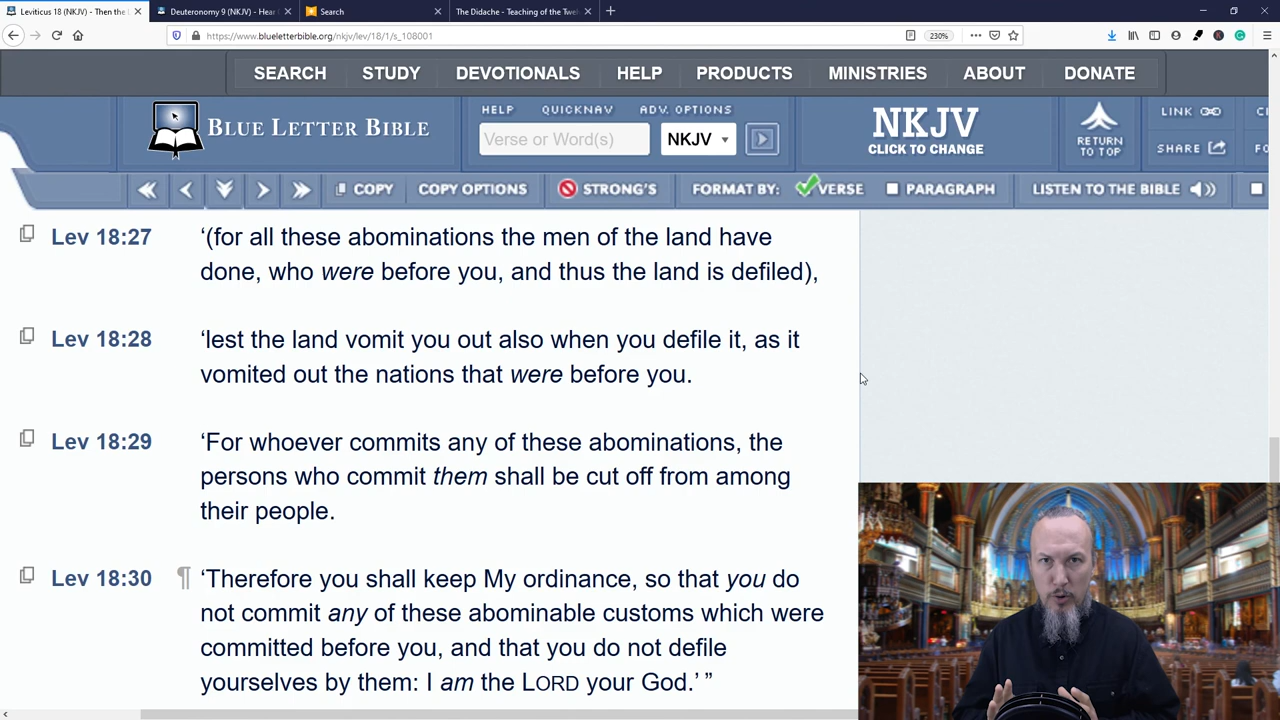 Leviticus 18 (NKJV) - Then the L
Deuteronomy 9 (NKJV) - Hear
Search
The Didache - Teaching of the Twel
https://www.blueletterbible.org/nkjv/lev/18/1/s_108001
230%
SEARCH STUDY DEVOTIONALS HELP PRODUCTS MINISTRIES ABOUT DONATE
BLUE LETTER BIBLE
HELP QUICKNAV ADV. OPTIONS
Verse or Word(s) NKJV
NKJV
CLICK TO CHANGE
RETURN
TO TOP
LINK
SHARE
COPY COPY OPTIONS STRONG'S FORMAT BY: VERSE PARAGRAPH LISTEN TO THE BIBLE
Lev 18:27 ‘(for all these abominations the men of the land have
done, who were before you, and thus the land is defiled),
Lev 18:28 ‘lest the land vomit you out also when you defile it, as it
vomited out the nations that were before you.
Lev 18:29 ‘For whoever commits any of these abominations, the
persons who commit them shall be cut off from among
their people.
Lev 18:30 ¶ ‘Therefore you shall keep My ordinance, so that you do
not commit any of these abominable customs which were
committed before you, and that you do not defile
yourselves by them: I am the LORD your God.’ ”